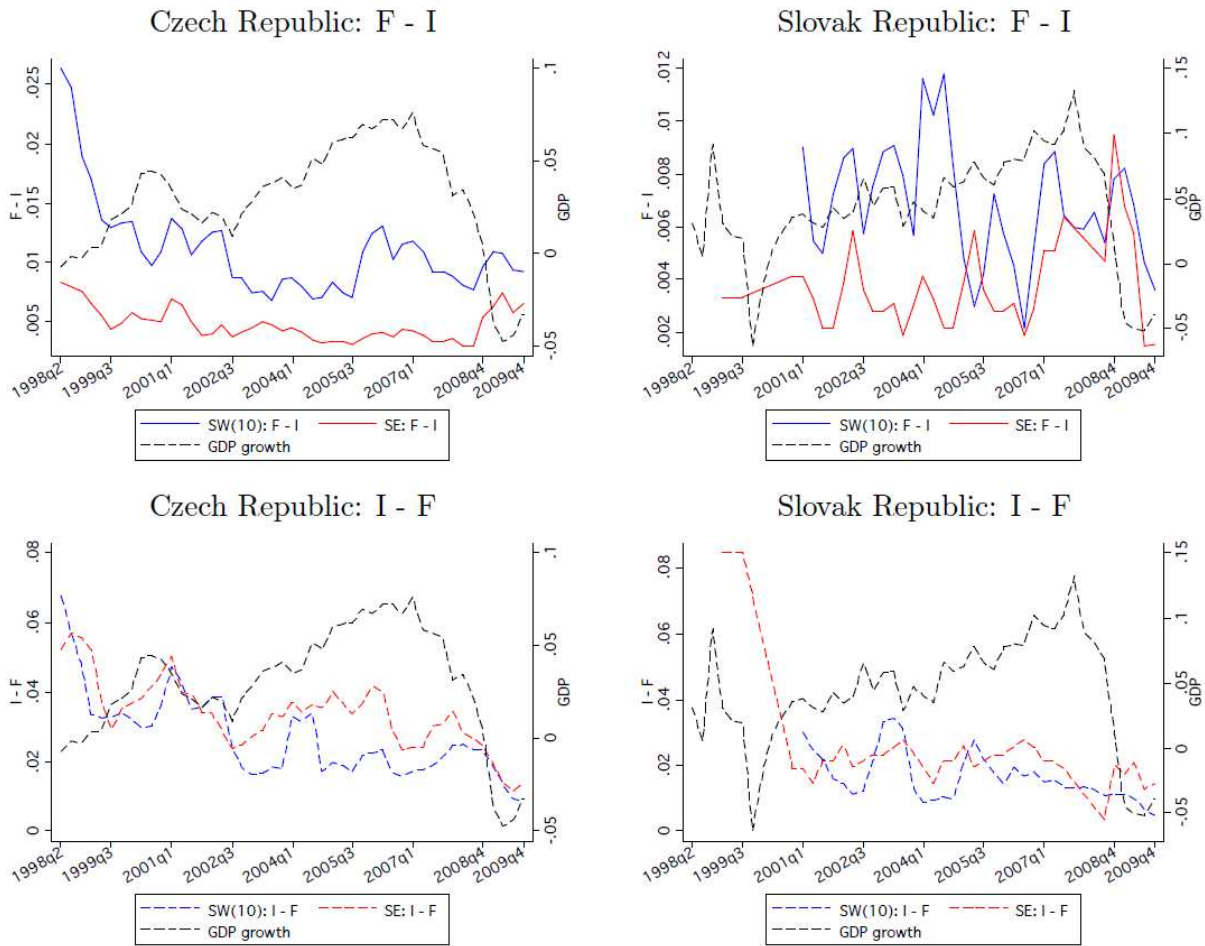 Czech Republic: F - I
.025
.02
.015
.01
.005
F - I
.1
.05
0
-.05
GDP
1998q2
1999q3
2001q1
2002q3
2004q1
2005q3
2007q1
2008q4
2009q4
SW(10): F - I
SE: F - I
GDP growth
Slovak Republic: F - I
.012
.01
.008
.006
.004
.002
F - I
.15
.1
.05
0
-.05
GDP
1998q2
1999q3
2001q1
2002q3
2004q1
2005q3
2007q1
2008q4
2009q4
SW(10): F - I
SE: F - I
GDP growth
Czech Republic: I - F
.08
.06
.04
.02
0
I - F
.1
.05
0
-.05
GDP
1998q2
1999q3
2001q1
2002q3
2004q1
2005q3
2007q1
2008q4
2009q4
SW(10): I - F
SE: I - F
GDP growth
Slovak Republic: I - F
.08
.06
.04
.02
0
I - F
.15
.1
.05
0
-.05
GDP
1998q2
1999q3
2001q1
2002q3
2004q1
2005q3
2007q1
2008q4
2009q4
SW(10): I - F
SE: I - F
GDP growth